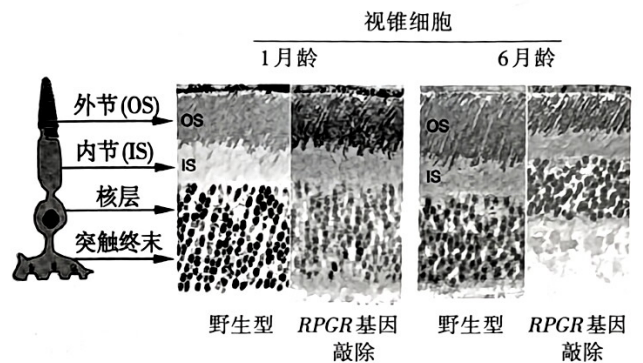 视锥细胞
1月龄 6月龄
外节(OS)
内节(IS)
核层
突触终末
OS
IS
OS
IS
野生型 RPGR基因敲除 野生型 RPGR基因敲除